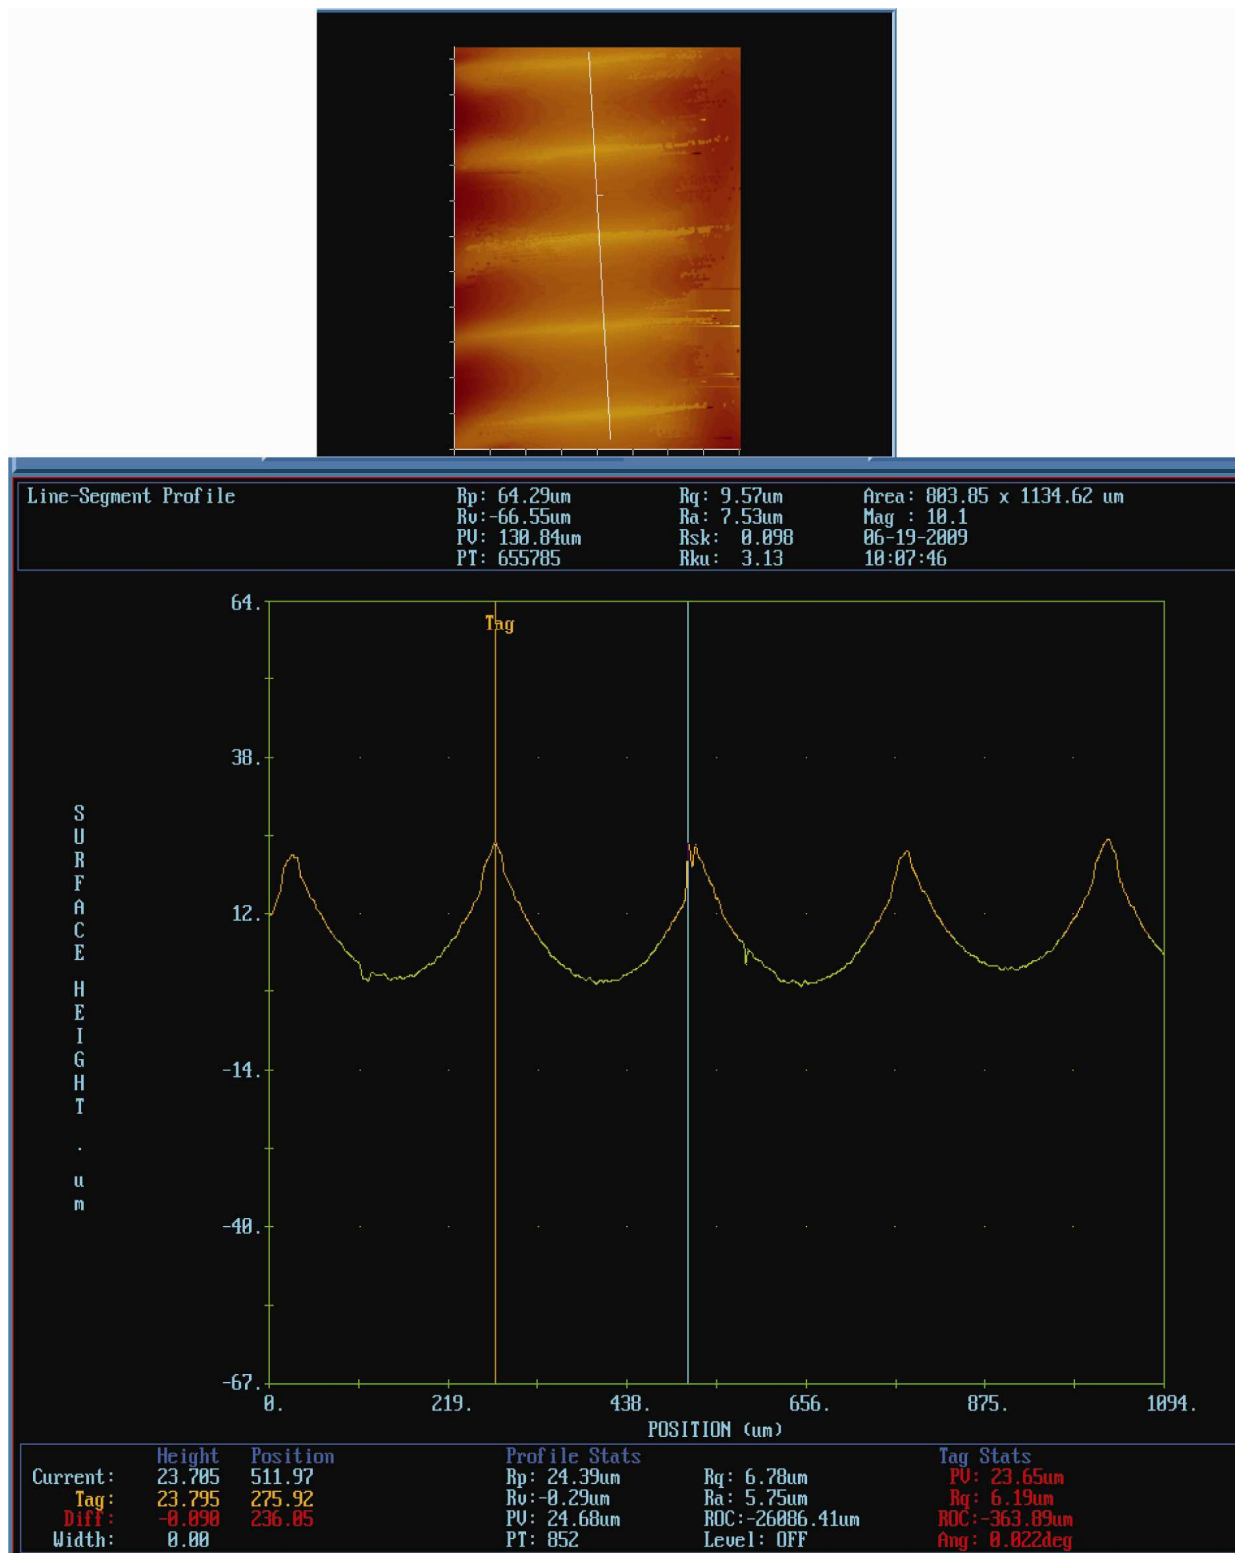 Line-Segment Profile Rp: 64.29um Rq: 9.57um Area: 803.85 x 1134.62 um
Rv:-66.55um Ra: 7.53um Mag : 10.1
PV: 130.84um Rsk: 0.098 06-19-2009
PT: 655785 Rku: 3.13 10:07:46
64.
Tag
38.
12.
-14.
-40.
-67.
SURFACE HEIGHT . um
0. 219. 438. 656. 875. 1094.
POSITION (um)
Height Position Profile Stats Tag Stats
Current: 23.705 511.97 Rp: 24.39um Rq: 6.78um PV: 23.65um
Tag: 23.795 275.92 Rv:-0.29um Ra: 5.75um Rq: 6.19um
Diff: -0.090 236.05 PV: 24.68um ROC:-26086.41um ROC:-363.89um
Width: 0.00 PT: 852 Level: OFF Ang: 0.022deg